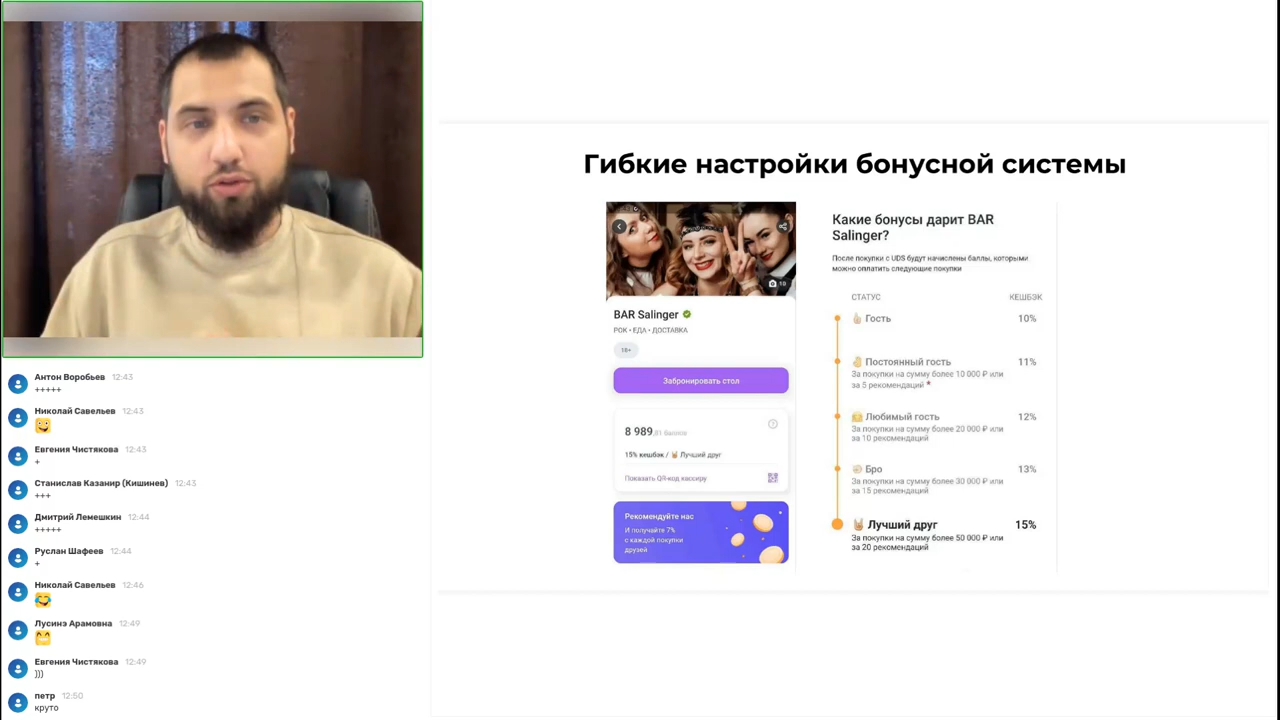 Антон Воробьев 12:43
+++++
Николай Савельев 12:43
Евгения Чистякова 12:43
+
Станислав Казанир (Кишинев) 12:43
+++
Дмитрий Лемешкин 12:44
+++++
Руслан Шафеев 12:44
+
Николай Савельев 12:46
Лусинэ Арамовна 12:49
Евгения Чистякова 12:49
)))
петр 12:50
круто
Гибкие настройки бонусной системы
18
BAR Salinger
РОК • ЕДА • ДОСТАВКА
18+
Забронировать стол
8 989,81 баллов
15% кешбэк / Лучший друг
Показать QR-код кассиру
Рекомендуйте нас
И получайте 7%
с каждой покупки
друзей
Какие бонусы дарит BAR
Salinger?
После покупки с UDS будут начислены баллы, которыми
можно оплатить следующие покупки
СТАТУС КЕШБЭК
Гость 10%
Постоянный гость 11%
За покупки на сумму более 10 000 ₽ или
за 5 рекомендаций *
Любимый гость 12%
За покупки на сумму более 20 000 ₽ или
за 10 рекомендаций
Бро 13%
За покупки на сумму более 30 000 ₽ или
за 15 рекомендаций
Лучший друг 15%
За покупки на сумму более 50 000 ₽ или
за 20 рекомендаций